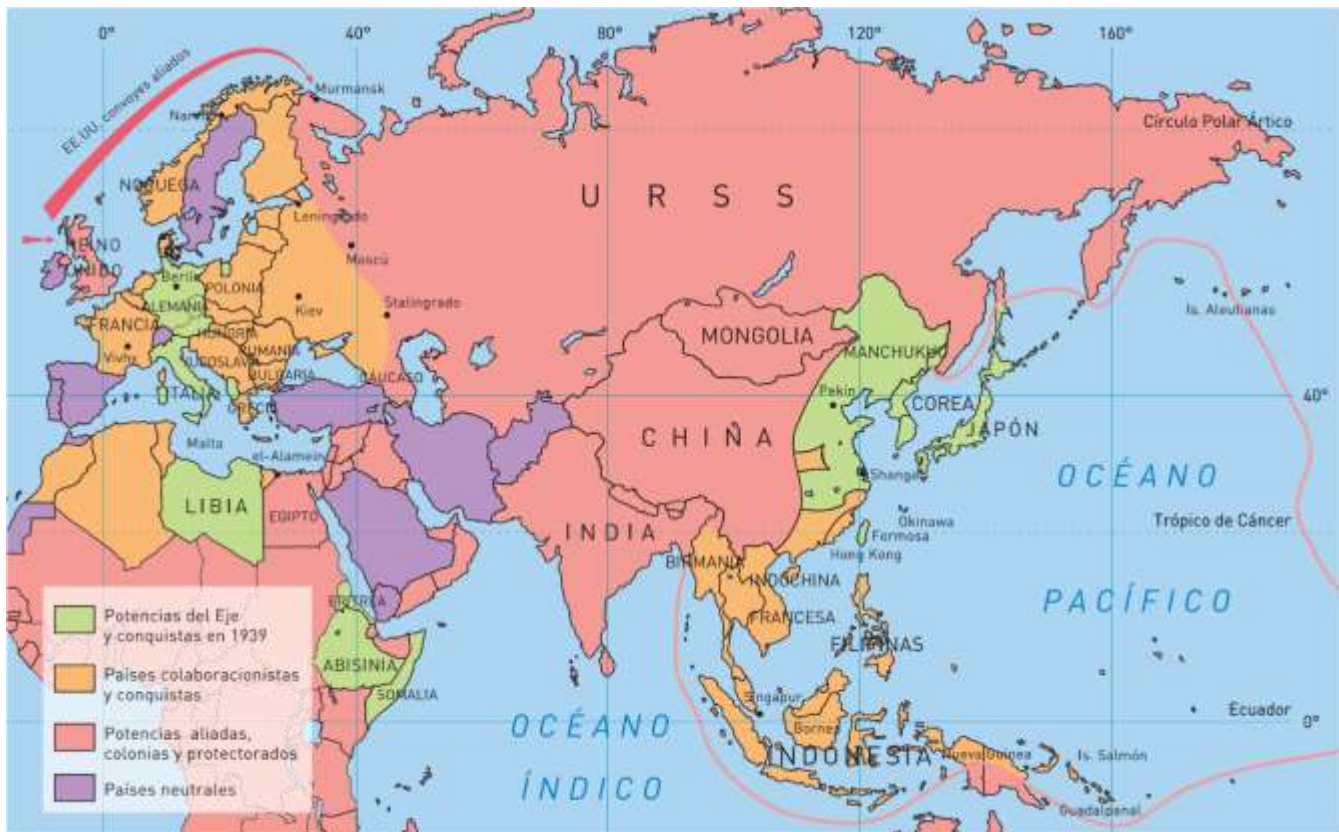 0°
40°
80°
120°
160°
EE.UU. convoyes aliados
Murmansk
Narvik
Círculo Polar Ártico
NORUEGA
URSS
Leningrado
REINO
UNIDO
Moscú
Berlín
POLONIA
ALEMANIA
Kiev
Stalingrado
Is. Aleutianas
FRANCIA
HUNGRÍA
MONGOLIA
Vichy
RUMANÍA
MANCHUKUO
YUGOSLAVIA
BULGARIA
CÁUCASO
ITALIA
Pekín
40°
GRECIA
COREA
JAPÓN
CHIÑA
Malta
el-Alamein
Shangai
OCÉANO
LIBIA
EGIPTO
INDIA
Okinawa
Trópico de Cáncer
Formosa
Hong Kong
BIRMANIA
INDOCHINA
FRANCESA
PACÍFICO
ERITREA
FILIPINAS
ABISINIA
SOMALIA
Singapur
Ecuador
0°
OCÉANO
ÍNDICO
Borneo
INDONESIA
Nueva Guinea
Is. Salmón
Guadalpanal
Potencias del Eje
y conquistas en 1939
Países colaboracionistas
y conquistas
Potencias aliadas,
colonias y protectorados
Países neutrales